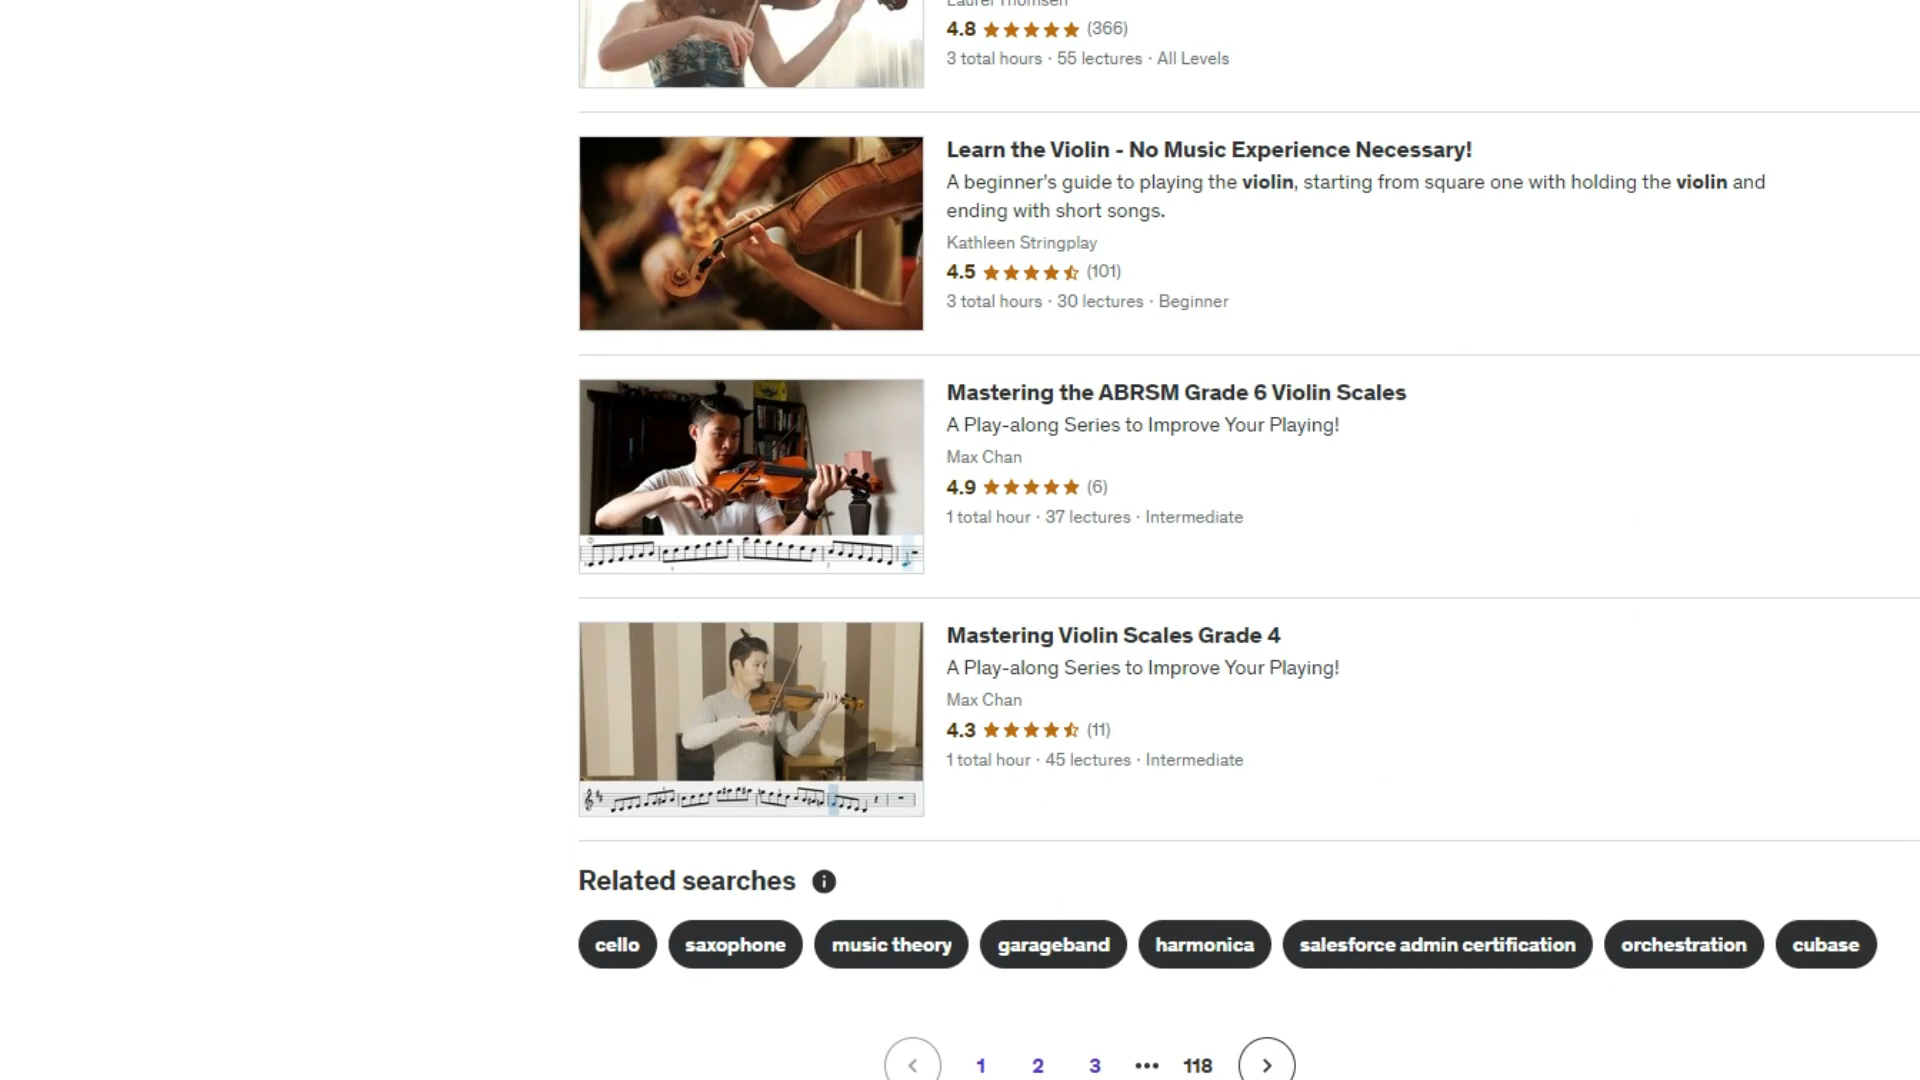 Laurel Thomsen
4.8 (366)
3 total hours · 55 lectures · All Levels
Learn the Violin - No Music Experience Necessary!
A beginner's guide to playing the violin, starting from square one with holding the violin and
ending with short songs.
Kathleen Stringplay
4.5 (101)
3 total hours · 30 lectures · Beginner
Mastering the ABRSM Grade 6 Violin Scales
A Play-along Series to Improve Your Playing!
Max Chan
4.9 (6)
1 total hour · 37 lectures · Intermediate
Mastering Violin Scales Grade 4
A Play-along Series to Improve Your Playing!
Max Chan
4.3 (11)
1 total hour · 45 lectures · Intermediate
Related searches
cello saxophone music theory garageband harmonica salesforce admin certification orchestration cubase
1 2 3 ••• 118